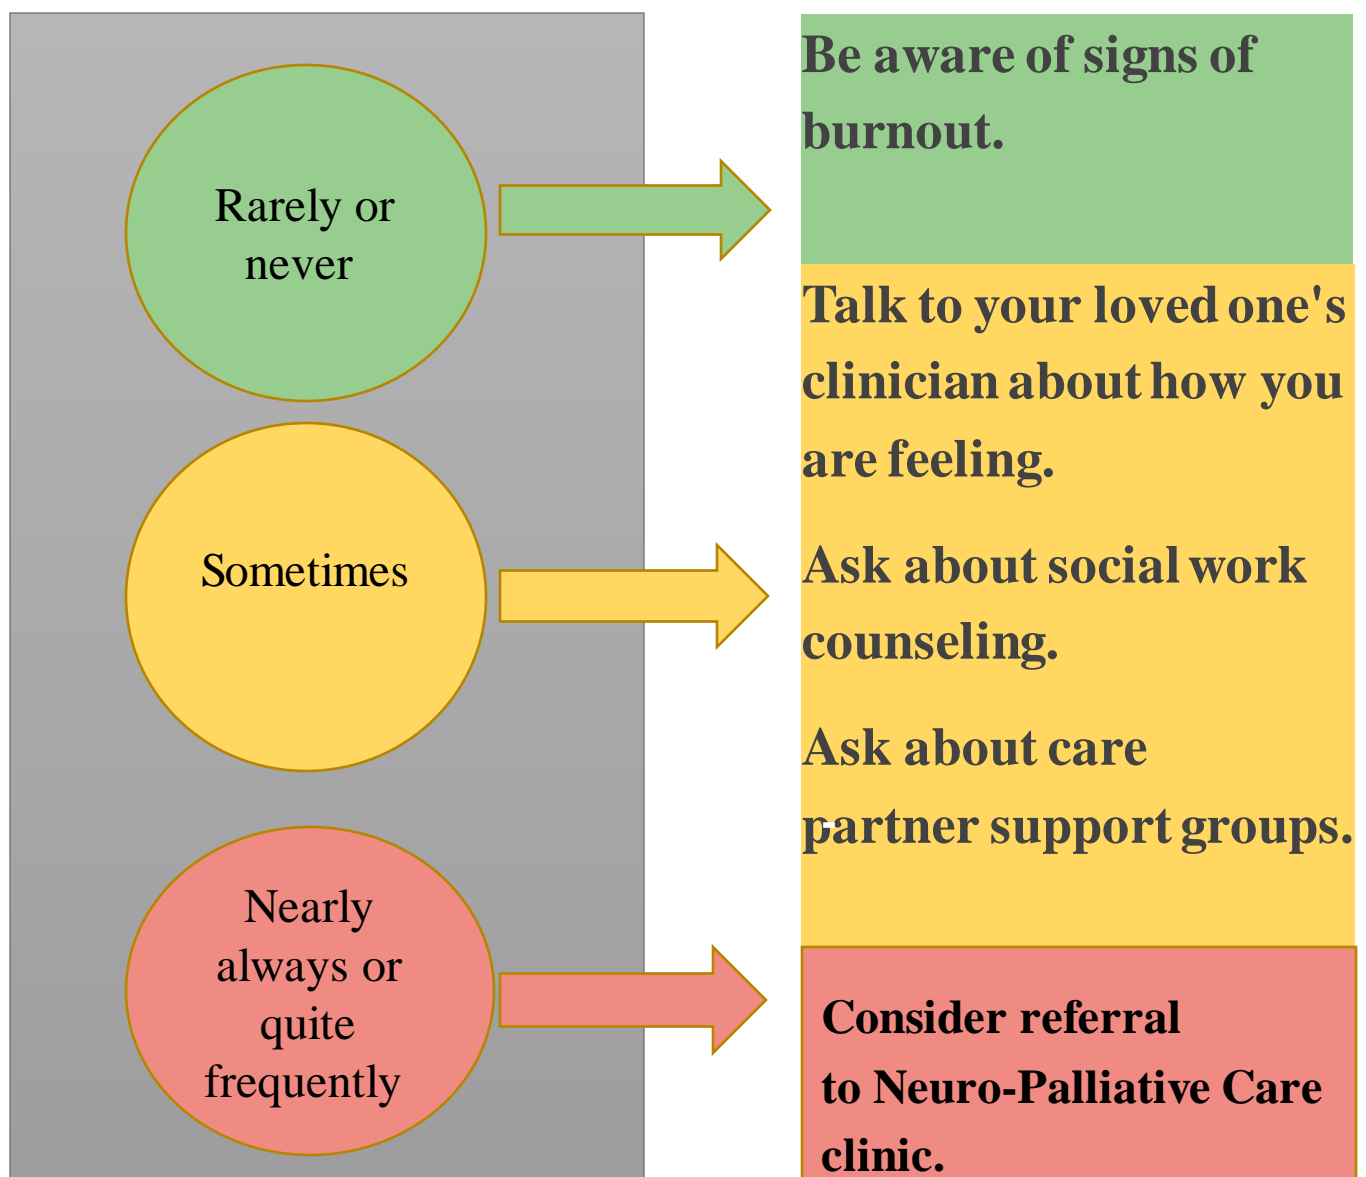 Rarely or
never
Be aware of signs of
burnout.
Sometimes
Talk to your loved one's
clinician about how you
are feeling.
Ask about social work
counseling.
Ask about care
partner support groups.
Nearly
always or
quite
frequently
Consider referral
to Neuro-Palliative Care
clinic.